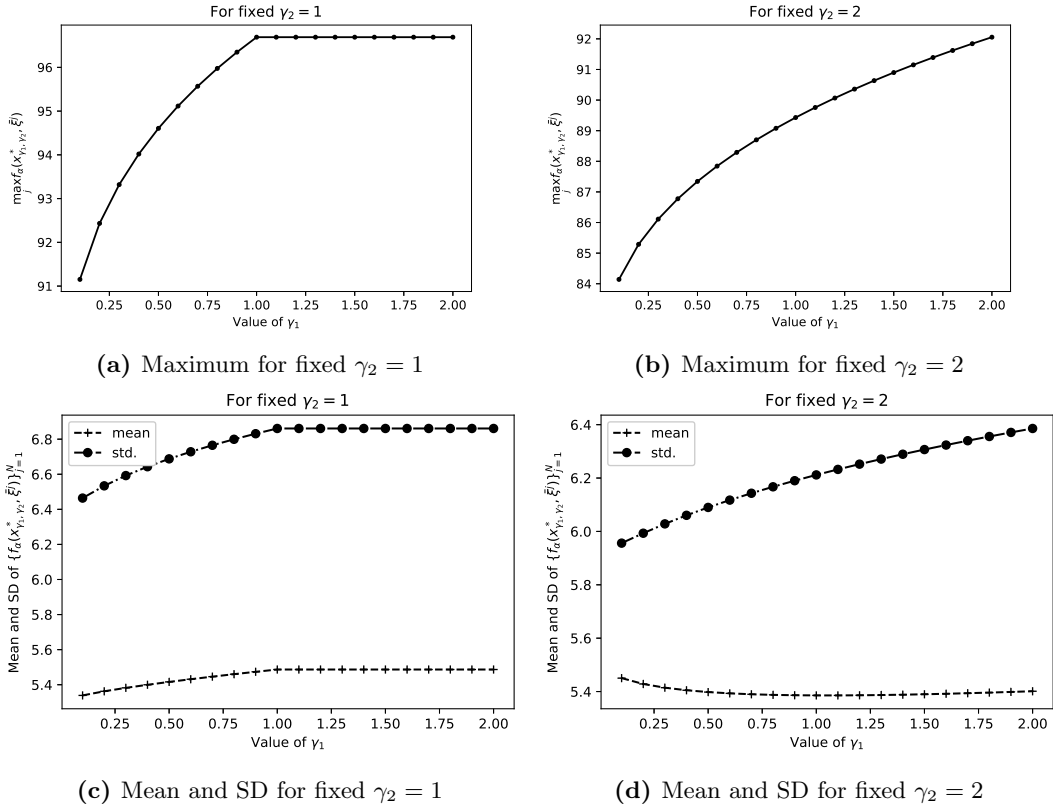 For fixed γ₂ = 1
96
95
94
93
92
91
max_j f_α(x*_{γ₁,γ₂}, ξ̄^j)
0.25 0.50 0.75 1.00 1.25 1.50 1.75 2.00
Value of γ₁
(a) Maximum for fixed γ₂ = 1
For fixed γ₂ = 2
92
91
90
89
88
87
86
85
84
max_j f_α(x*_{γ₁,γ₂}, ξ̄^j)
0.25 0.50 0.75 1.00 1.25 1.50 1.75 2.00
Value of γ₁
(b) Maximum for fixed γ₂ = 2
For fixed γ₂ = 1
mean
std.
6.8
6.6
6.4
6.2
6.0
5.8
5.6
5.4
Mean and SD of {f_α(x*_{γ₁,γ₂}, ξ̄^j)}_{j=1}^N
0.25 0.50 0.75 1.00 1.25 1.50 1.75 2.00
Value of γ₁
(c) Mean and SD for fixed γ₂ = 1
For fixed γ₂ = 2
mean
std.
6.4
6.2
6.0
5.8
5.6
5.4
Mean and SD of {f_α(x*_{γ₁,γ₂}, ξ̄^j)}_{j=1}^N
0.25 0.50 0.75 1.00 1.25 1.50 1.75 2.00
Value of γ₁
(d) Mean and SD for fixed γ₂ = 2